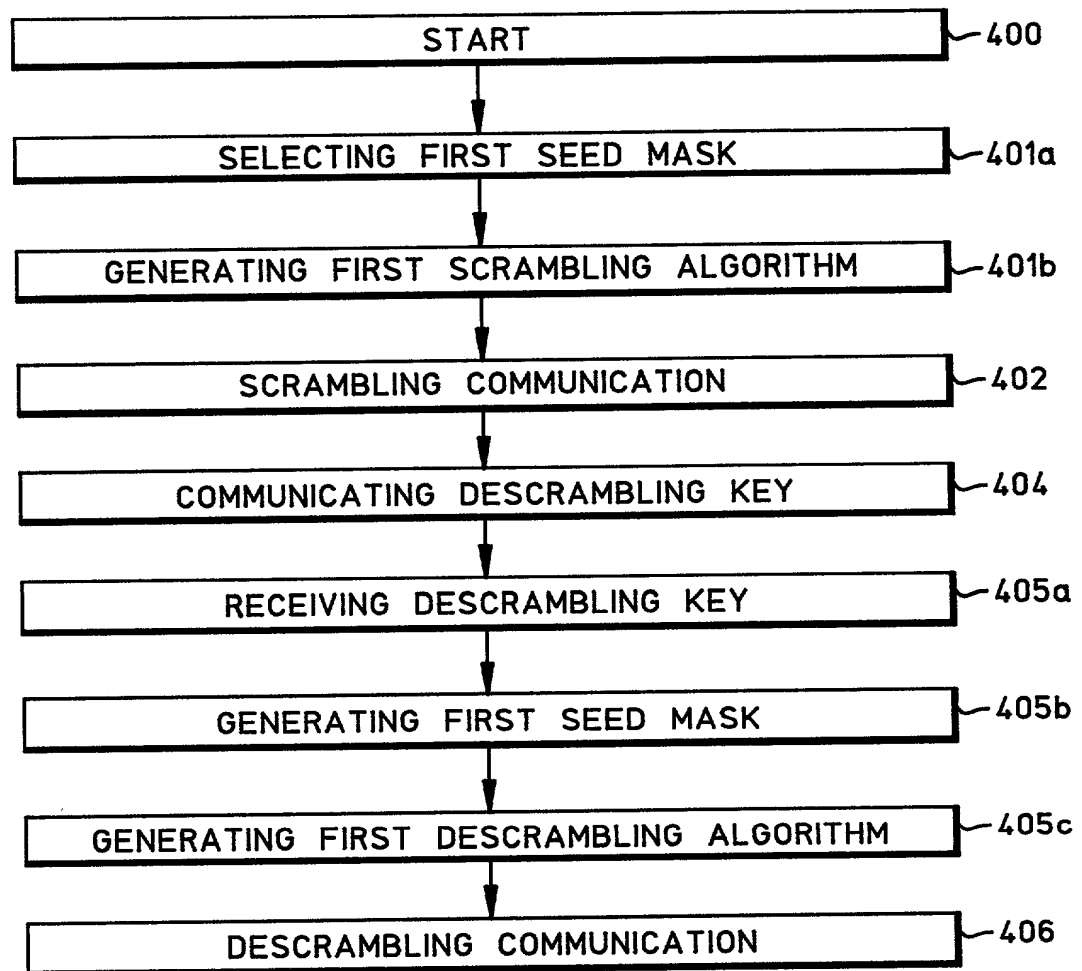 START 400
SELECTING FIRST SEED MASK 401a
GENERATING FIRST SCRAMBLING ALGORITHM 401b
SCRAMBLING COMMUNICATION 402
COMMUNICATING DESCRAMBLING KEY 404
RECEIVING DESCRAMBLING KEY 405a
GENERATING FIRST SEED MASK 405b
GENERATING FIRST DESCRAMBLING ALGORITHM 405c
DESCRAMBLING COMMUNICATION 406